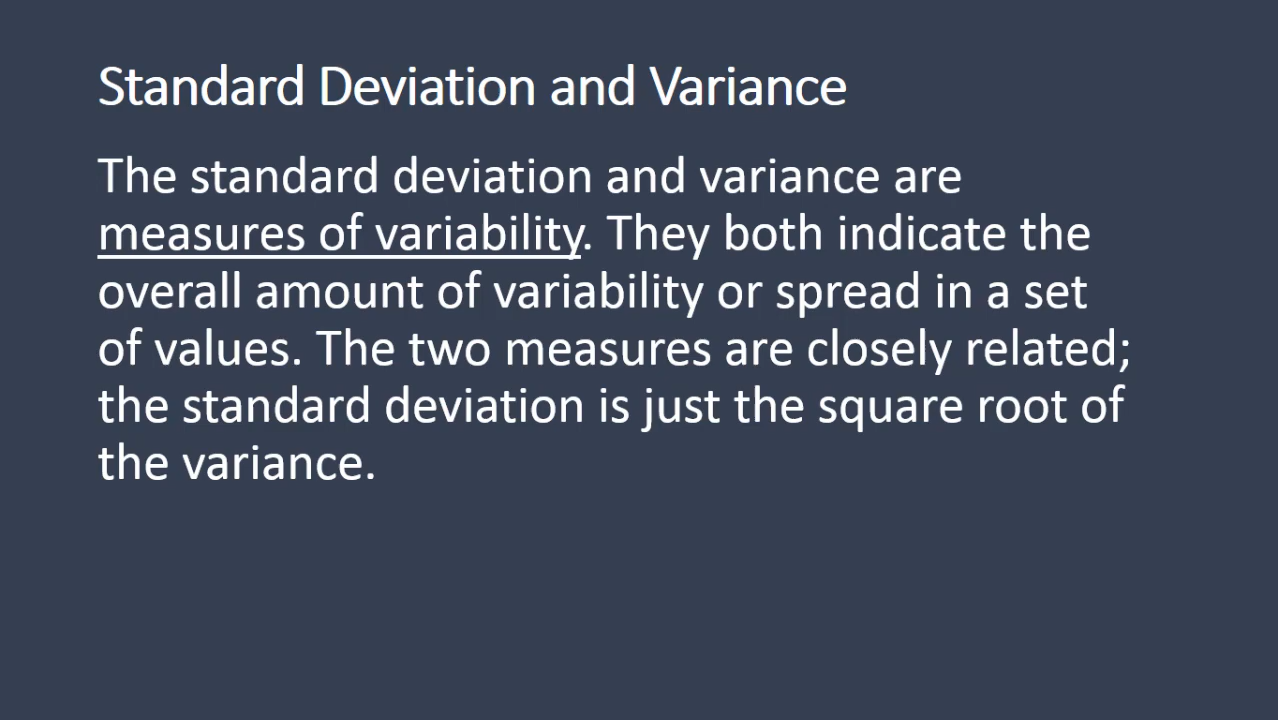 Standard Deviation and Variance
The standard deviation and variance are
measures of variability. They both indicate the
overall amount of variability or spread in a set
of values. The two measures are closely related;
the standard deviation is just the square root of
the variance.